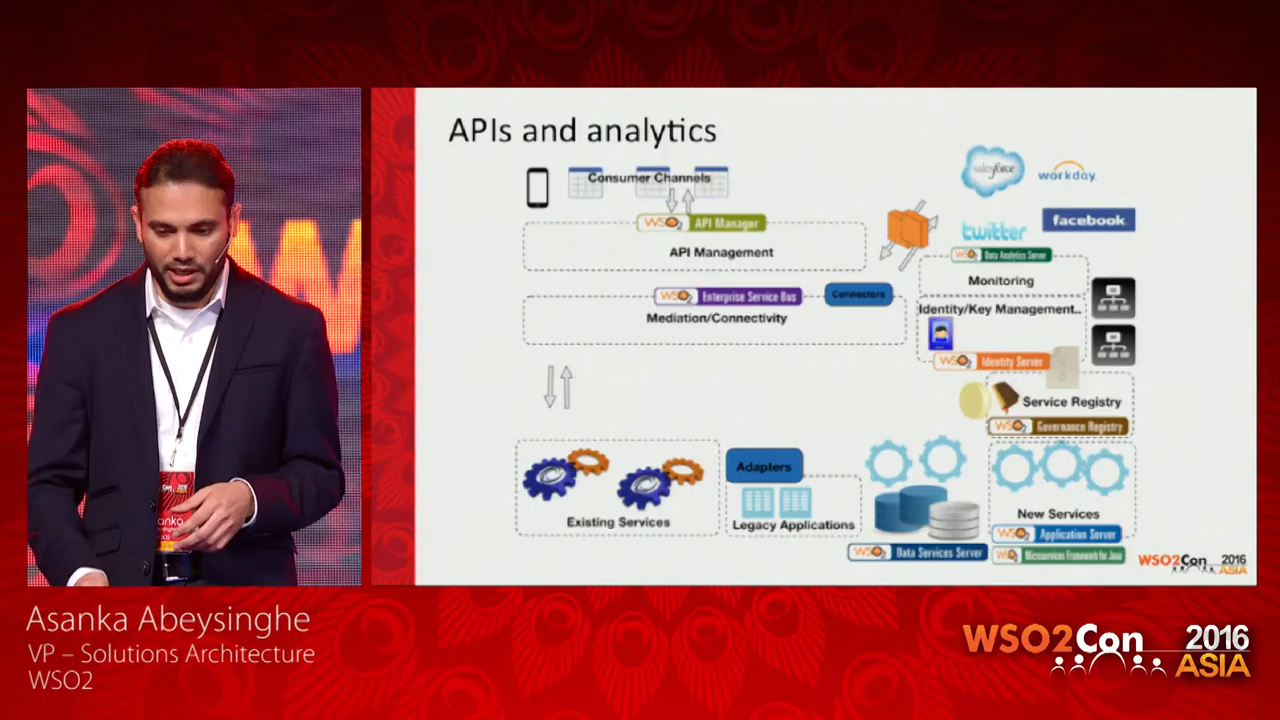 APIs and analytics
Consumer Channels
WSO2 API Manager
API Management
WSO2 Enterprise Service Bus
Connectors
Mediation/Connectivity
salesforce
workday
twitter
facebook
WSO2 Data Analytics Server
Monitoring
Identity/Key Management..
WSO2 Identity Server
Service Registry
WSO2 Governance Registry
Existing Services
Adapters
Legacy Applications
WSO2 Data Services Server
New Services
WSO2 Application Server
WSO2 Microservices Framework for Java
WSO2Con 2016
ASIA
Asanka Abeysinghe
VP – Solutions Architecture
WSO2
WSO2Con 2016
ASIA